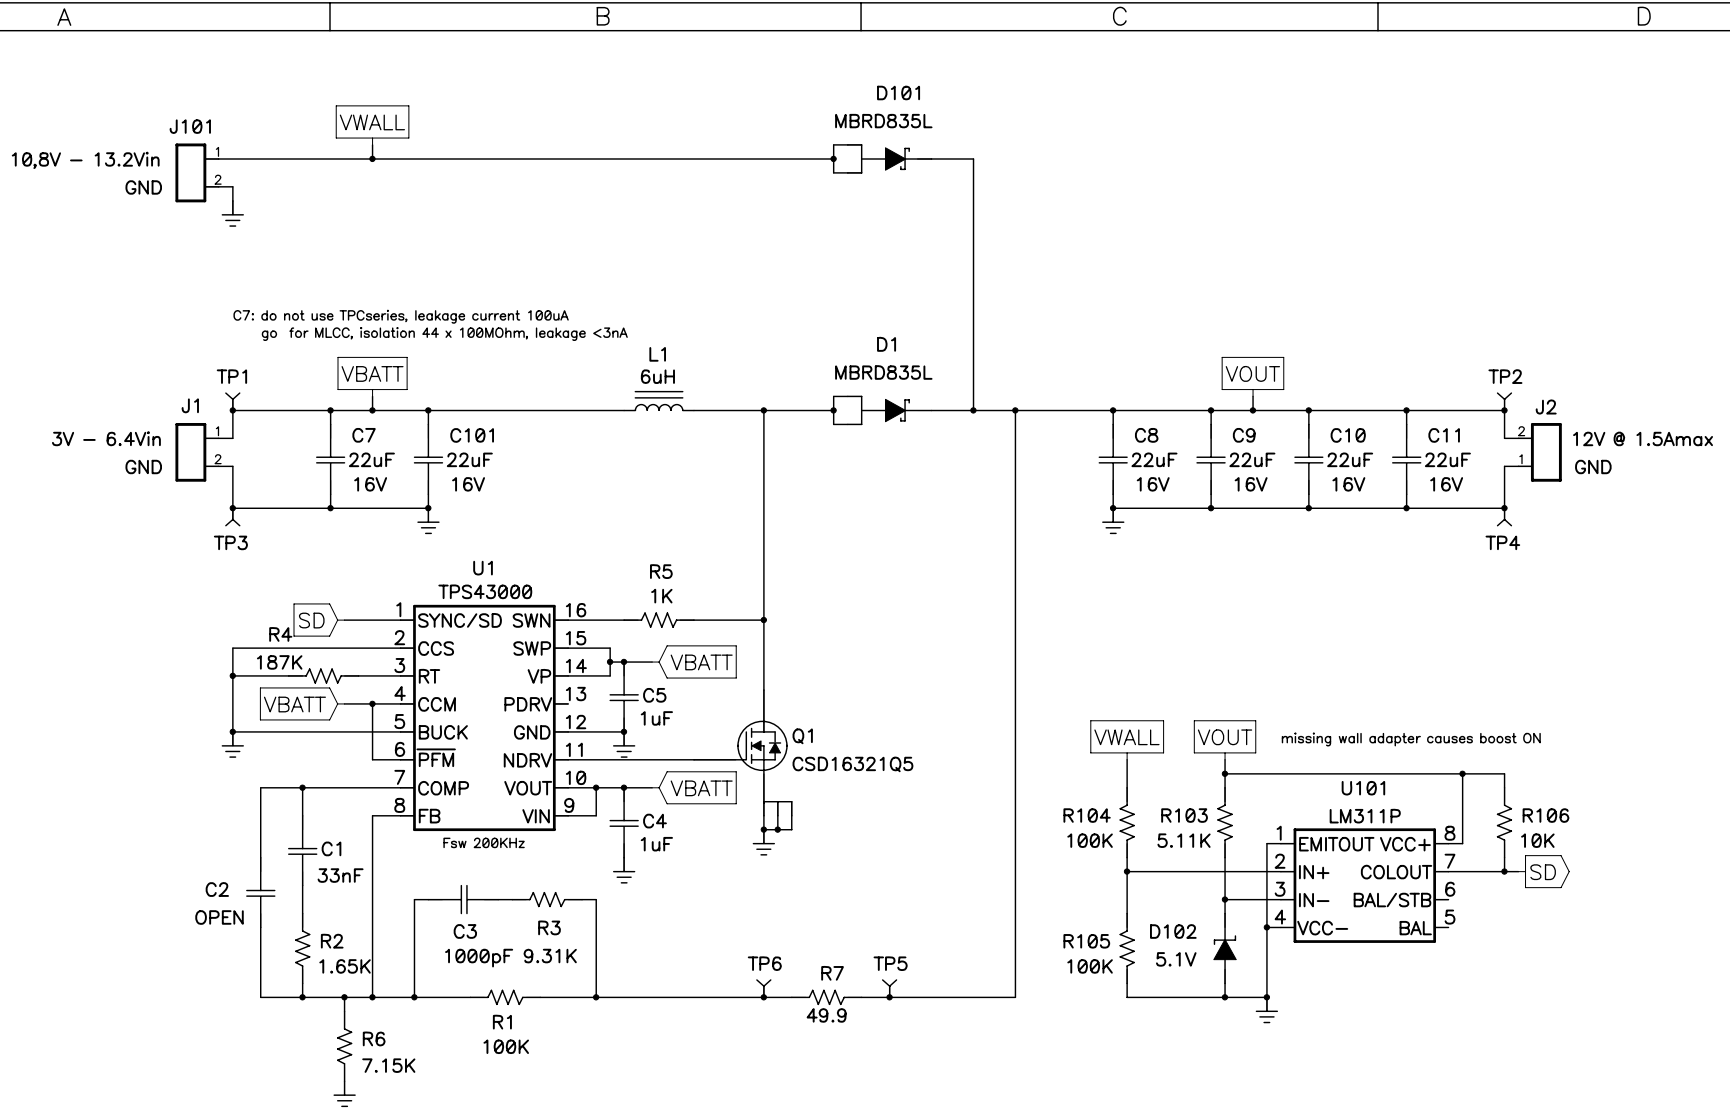 A B C D
D101
MBRD835L
VWALL
J101
10,8V – 13.2Vin
GND
1
2
C7: do not use TPCseries, leakage current 100uA
go for MLCC, isolation 44 x 100MOhm, leakage <3nA
D1
MBRD835L
L1
6uH
VBATT
VOUT
TP1
TP2
J1
3V – 6.4Vin
GND
1
2
C7
22uF
16V
C101
22uF
16V
C8
22uF
16V
C9
22uF
16V
C10
22uF
16V
C11
22uF
16V
J2
2
1
12V @ 1.5Amax
GND
TP3
TP4
U1
TPS43000
SD
R4
187K
VBATT
1 SYNC/SD
2 CCS
3 RT
4 CCM
5 BUCK
6 PFM
7 COMP
8 FB
SWN 16
SWP 15
VP 14
PDRV 13
GND 12
NDRV 11
VOUT 10
VIN 9
Fsw 200KHz
R5
1K
VBATT
C5
1uF
Q1
CSD16321Q5
VBATT
C4
1uF
C1
33nF
C2
OPEN
R2
1.65K
C3
1000pF
R3
9.31K
R1
100K
R6
7.15K
TP6
R7
49.9
TP5
VWALL
VOUT
missing wall adapter causes boost ON
U101
LM311P
R104
100K
R103
5.11K
R106
10K
1 EMITOUT
2 IN+
3 IN–
4 VCC–
VCC+ 8
COLOUT 7
BAL/STB 6
BAL 5
SD
R105
100K
D102
5.1V